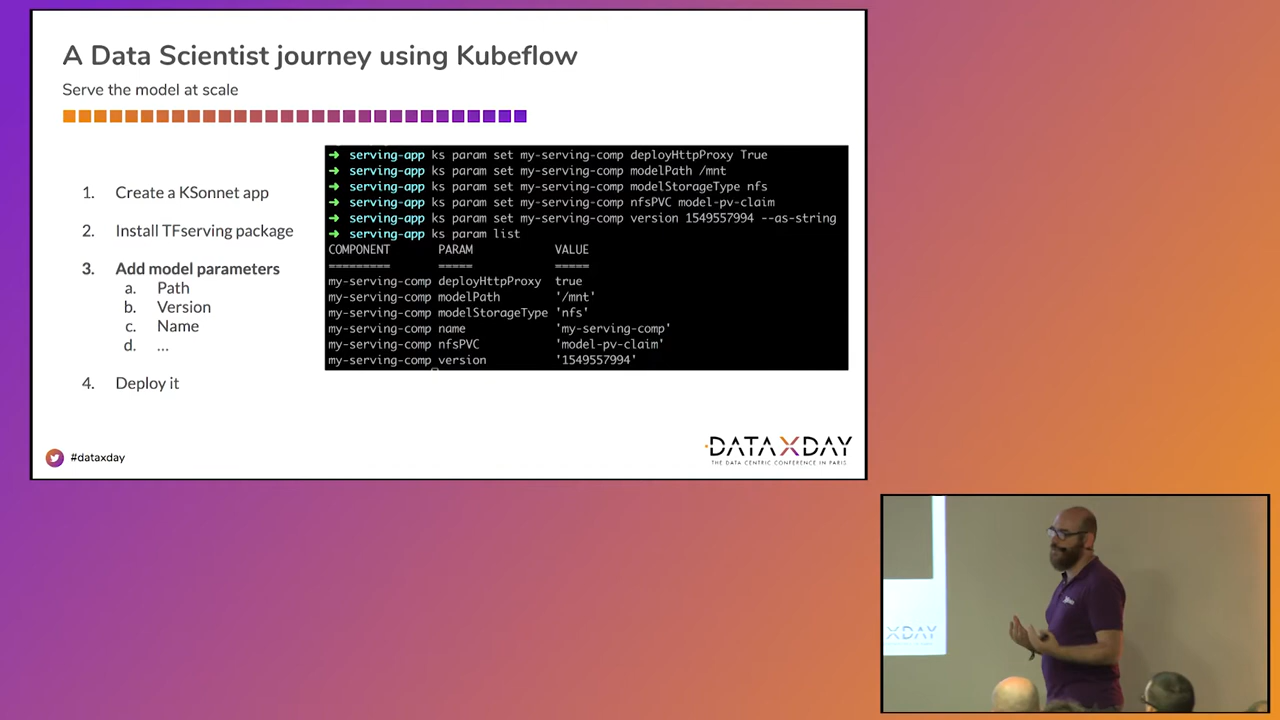 A Data Scientist journey using Kubeflow
Serve the model at scale
1. Create a KSonnet app
2. Install TFserving package
3. Add model parameters
a. Path
b. Version
c. Name
d. ...
4. Deploy it
➜ serving-app ks param set my-serving-comp deployHttpProxy True
➜ serving-app ks param set my-serving-comp modelPath /mnt
➜ serving-app ks param set my-serving-comp modelStorageType nfs
➜ serving-app ks param set my-serving-comp nfsPVC model-pv-claim
➜ serving-app ks param set my-serving-comp version 1549557994 --as-string
➜ serving-app ks param list
COMPONENT PARAM VALUE
========= ===== =====
my-serving-comp deployHttpProxy true
my-serving-comp modelPath '/mnt'
my-serving-comp modelStorageType 'nfs'
my-serving-comp name 'my-serving-comp'
my-serving-comp nfsPVC 'model-pv-claim'
my-serving-comp version '1549557994'
#dataxday
DATAXDAY
THE DATA CENTRIC CONFERENCE IN PARIS
XDAY